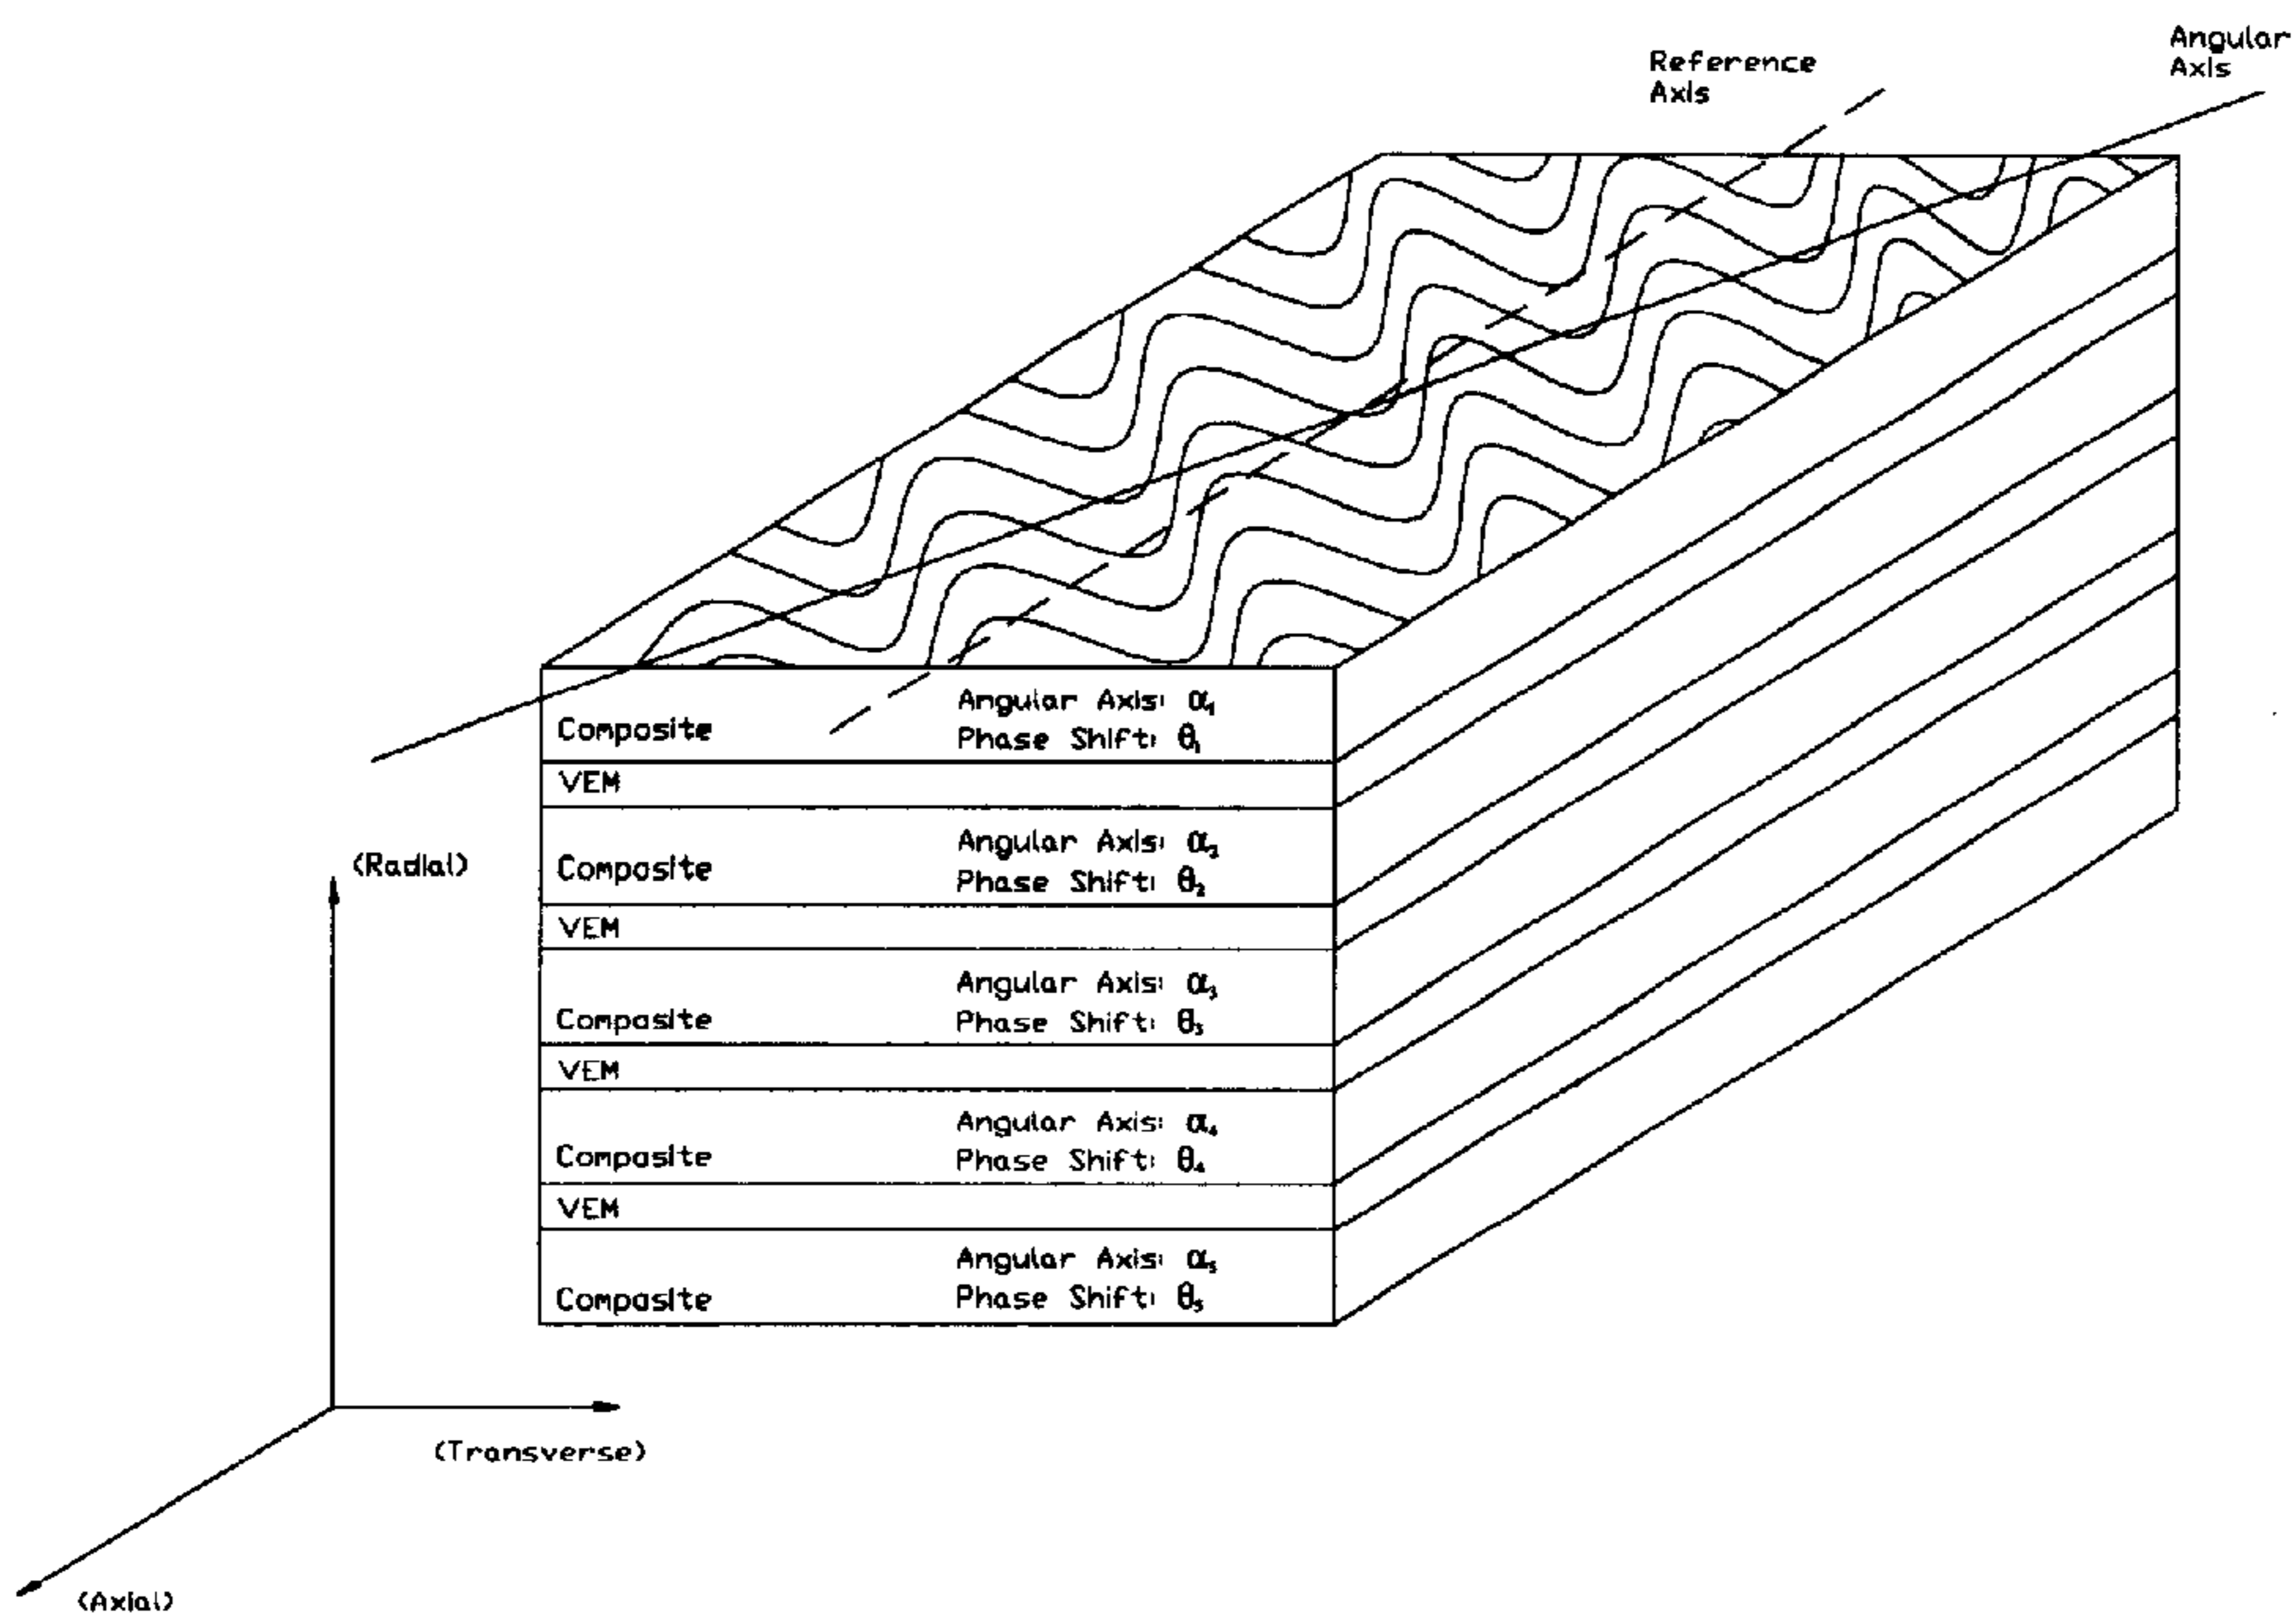 Reference
Axis
Angular
Axis
Composite
Angular Axis: α₁
Phase Shift: θ₁
VEM
Composite
Angular Axis: α₂
Phase Shift: θ₂
VEM
Composite
Angular Axis: α₃
Phase Shift: θ₃
VEM
Composite
Angular Axis: α₄
Phase Shift: θ₄
VEM
Composite
Angular Axis: α₅
Phase Shift: θ₅
(Radial)
(Transverse)
(Axial)